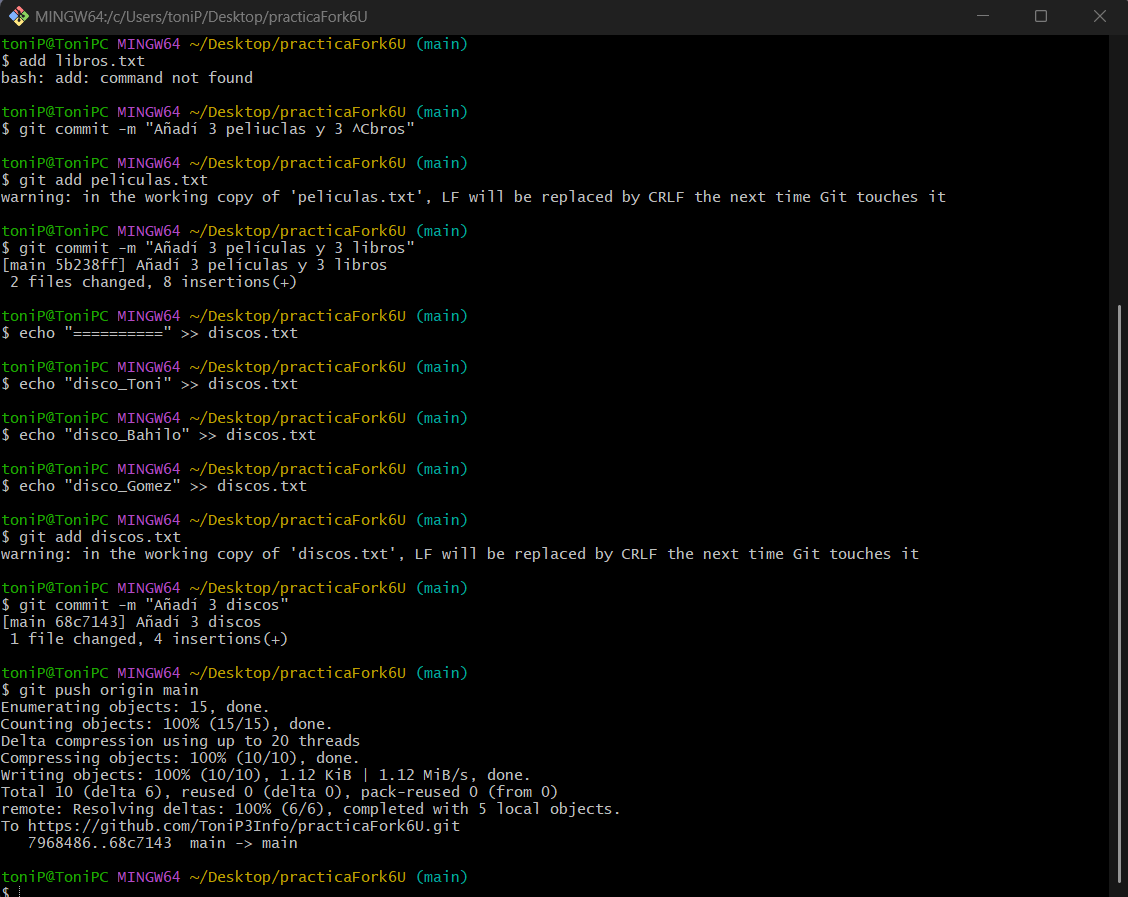 MINGW64:/c/Users/toniP/Desktop/practicaFork6U
toniP@ToniPC MINGW64 ~/Desktop/practicaFork6U (main)
$ add libros.txt
bash: add: command not found
toniP@ToniPC MINGW64 ~/Desktop/practicaFork6U (main)
$ git commit -m "Añadí 3 peliuclas y 3 ^Cbros"
toniP@ToniPC MINGW64 ~/Desktop/practicaFork6U (main)
$ git add peliculas.txt
warning: in the working copy of 'peliculas.txt', LF will be replaced by CRLF the next time Git touches it
toniP@ToniPC MINGW64 ~/Desktop/practicaFork6U (main)
$ git commit -m "Añadí 3 películas y 3 libros"
[main 5b238ff] Añadí 3 películas y 3 libros
 2 files changed, 8 insertions(+)
toniP@ToniPC MINGW64 ~/Desktop/practicaFork6U (main)
$ echo "==========" >> discos.txt
toniP@ToniPC MINGW64 ~/Desktop/practicaFork6U (main)
$ echo "disco_Toni" >> discos.txt
toniP@ToniPC MINGW64 ~/Desktop/practicaFork6U (main)
$ echo "disco_Bahilo" >> discos.txt
toniP@ToniPC MINGW64 ~/Desktop/practicaFork6U (main)
$ echo "disco_Gomez" >> discos.txt
toniP@ToniPC MINGW64 ~/Desktop/practicaFork6U (main)
$ git add discos.txt
warning: in the working copy of 'discos.txt', LF will be replaced by CRLF the next time Git touches it
toniP@ToniPC MINGW64 ~/Desktop/practicaFork6U (main)
$ git commit -m "Añadí 3 discos"
[main 68c7143] Añadí 3 discos
 1 file changed, 4 insertions(+)
toniP@ToniPC MINGW64 ~/Desktop/practicaFork6U (main)
$ git push origin main
Enumerating objects: 15, done.
Counting objects: 100% (15/15), done.
Delta compression using up to 20 threads
Compressing objects: 100% (10/10), done.
Writing objects: 100% (10/10), 1.12 KiB | 1.12 MiB/s, done.
Total 10 (delta 6), reused 0 (delta 0), pack-reused 0 (from 0)
remote: Resolving deltas: 100% (6/6), completed with 5 local objects.
To https://github.com/ToniP3Info/practicaFork6U.git
   7968486..68c7143  main -> main
toniP@ToniPC MINGW64 ~/Desktop/practicaFork6U (main)
$